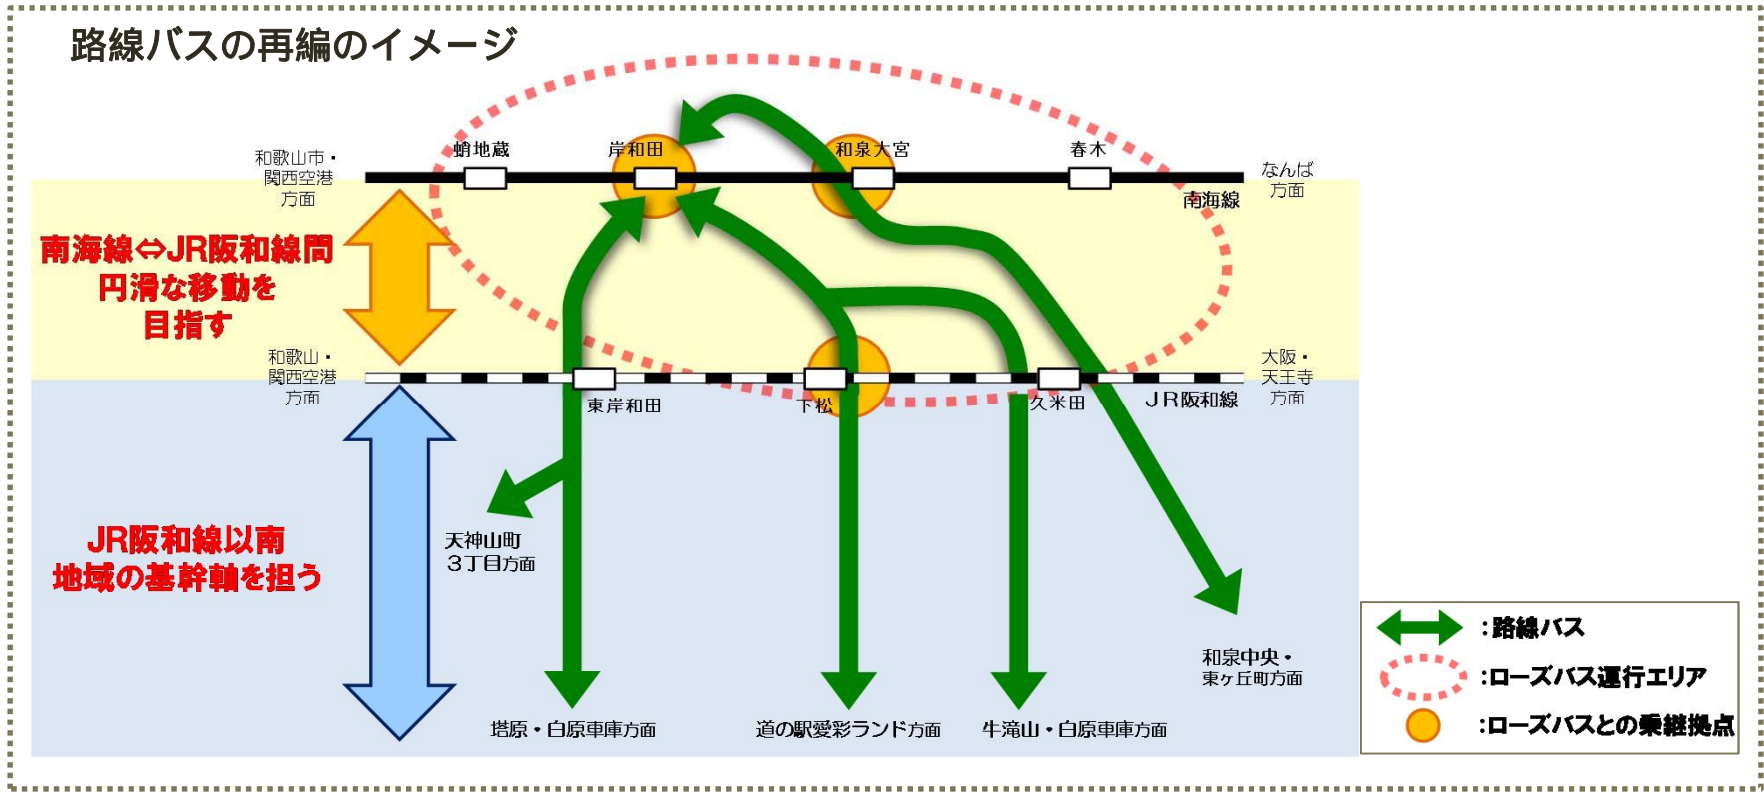 路線バスの再編のイメージ
和歌山市・
関西空港
方面
蛸地蔵
岸和田
和泉大宮
春木
なんば
方面
南海線
南海線⇔JR阪和線間
円滑な移動を
目指す
和歌山・
関西空港
方面
東岸和田
下松
久米田
JR阪和線
大阪・
天王寺
方面
JR阪和線以南
地域の基幹軸を担う
天神山町
3丁目方面
塔原・白原車庫方面
道の駅愛彩ランド方面
牛滝山・白原車庫方面
和泉中央・
東ヶ丘町方面
:路線バス
:ローズバス運行エリア
:ローズバスとの乗継拠点